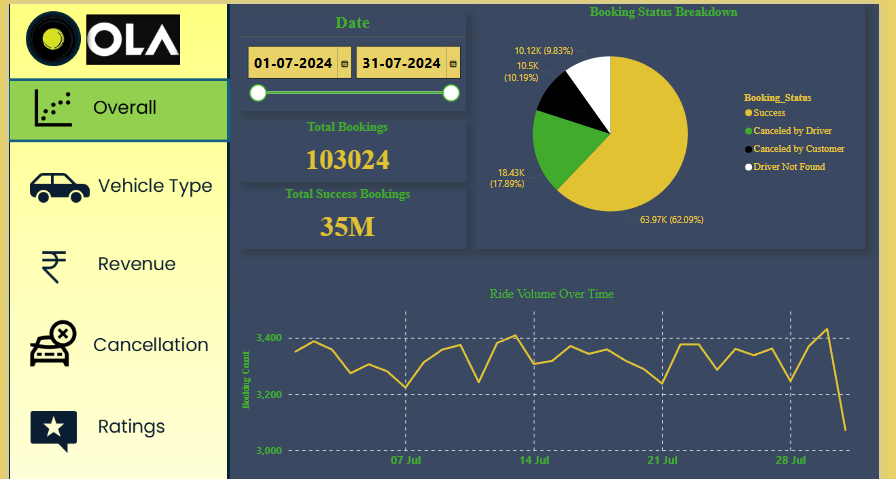 OLA
Overall
Vehicle Type
Revenue
Cancellation
Ratings
Date
01-07-2024
31-07-2024
Total Bookings
103024
Total Success Bookings
35M
Booking Status Breakdown
10.12K (9.83%)
10.5K
(10.19%)
18.43K
(17.89%)
63.97K (62.09%)
Booking_Status
Success
Canceled by Driver
Canceled by Customer
Driver Not Found
Ride Volume Over Time
Booking Count
3,400
3,200
3,000
07 Jul
14 Jul
21 Jul
28 Jul